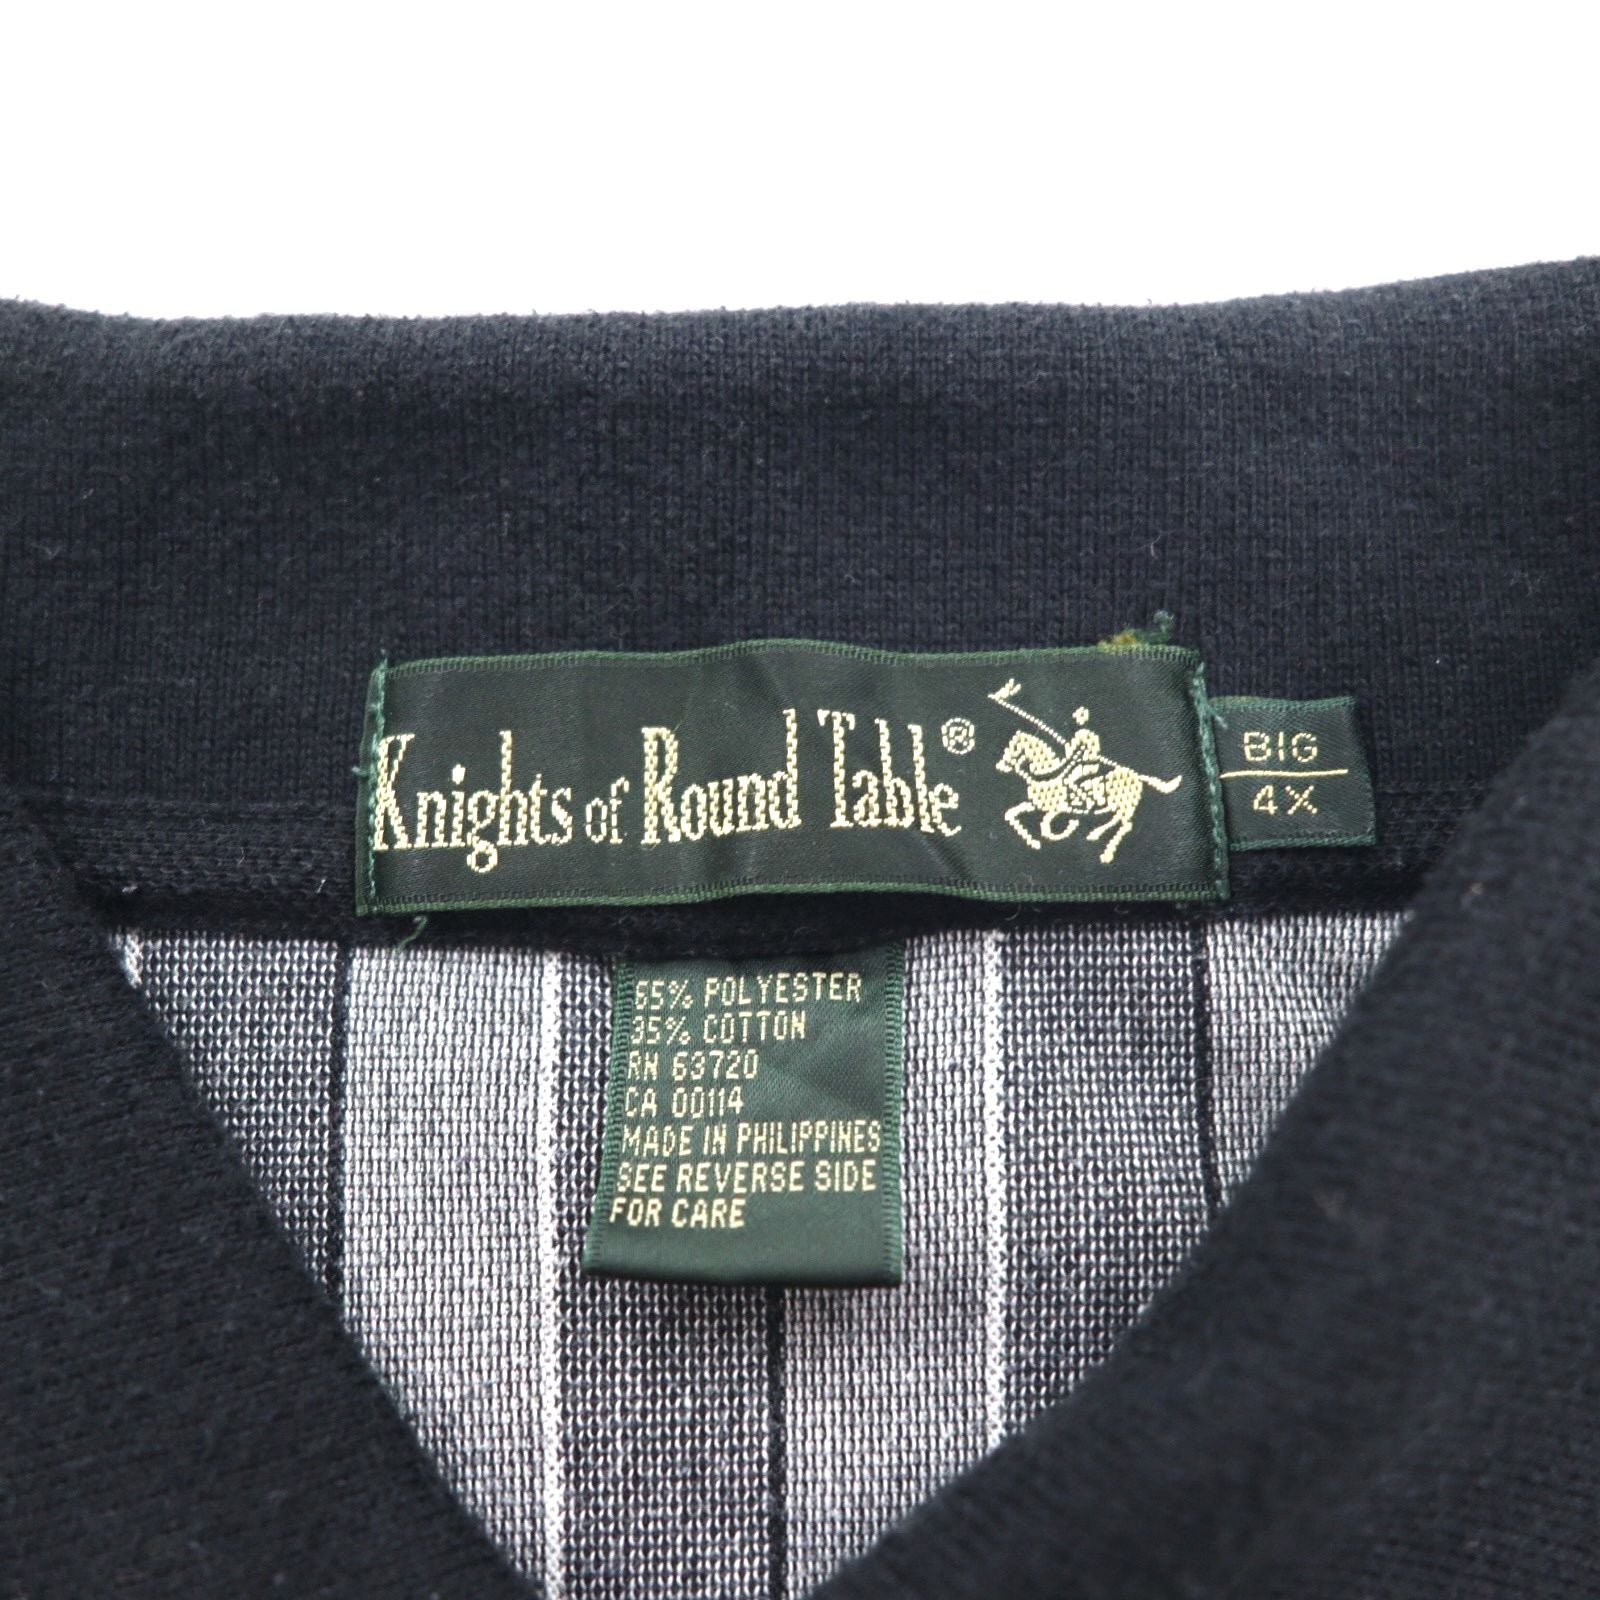 Knights of Round Table®
BIG
4X
65% POLYESTER
35% COTTON
RN 63720
CA 00114
MADE IN PHILIPPINES
SEE REVERSE SIDE
FOR CARE